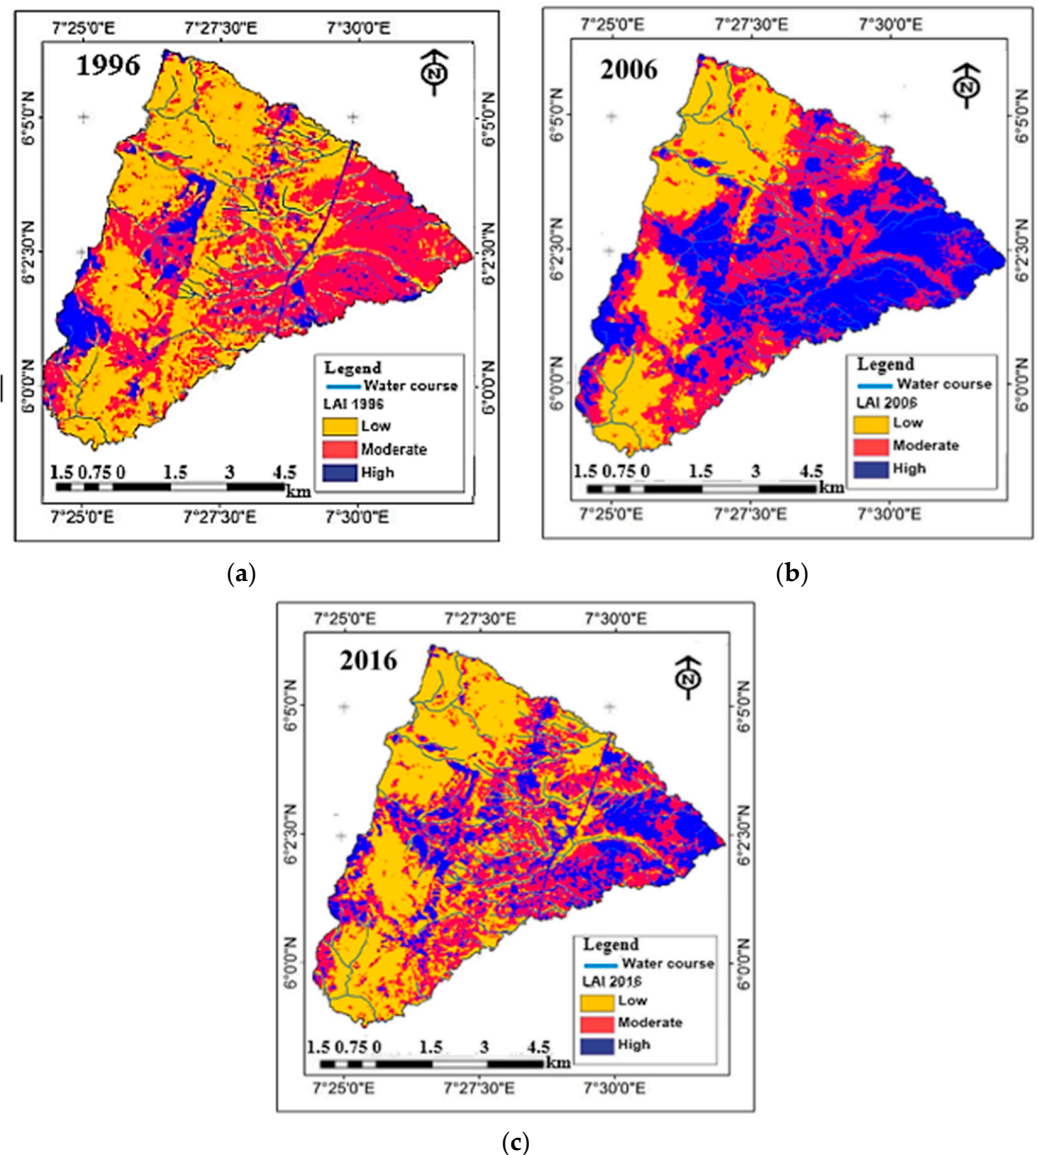 7°25'0"E 7°27'30"E 7°30'0"E
1996
N
6°5'0"N 6°5'0"N
6°2'30"N 6°2'30"N
6°0'0"N 6°0'0"N
Legend
Water course
LAI 1996
Low
Moderate
High
1.5 0.75 0 1.5 3 4.5
km
7°25'0"E 7°27'30"E 7°30'0"E
(a)
7°25'0"E 7°27'30"E 7°30'0"E
2006
N
6°5'0"N 6°5'0"N
6°2'30"N 6°2'30"N
6°0'0"N 6°0'0"N
Legend
Water course
LAI 2006
Low
Moderate
High
1.5 0.75 0 1.5 3 4.5
km
7°25'0"E 7°27'30"E 7°30'0"E
(b)
7°25'0"E 7°27'30"E 7°30'0"E
2016
N
6°5'0"N 6°5'0"N
6°2'30"N 6°2'30"N
6°0'0"N 6°0'0"N
Legend
Water course
LAI 2016
Low
Moderate
High
1.5 0.75 0 1.5 3 4.5
km
7°25'0"E 7°27'30"E 7°30'0"E
(c)